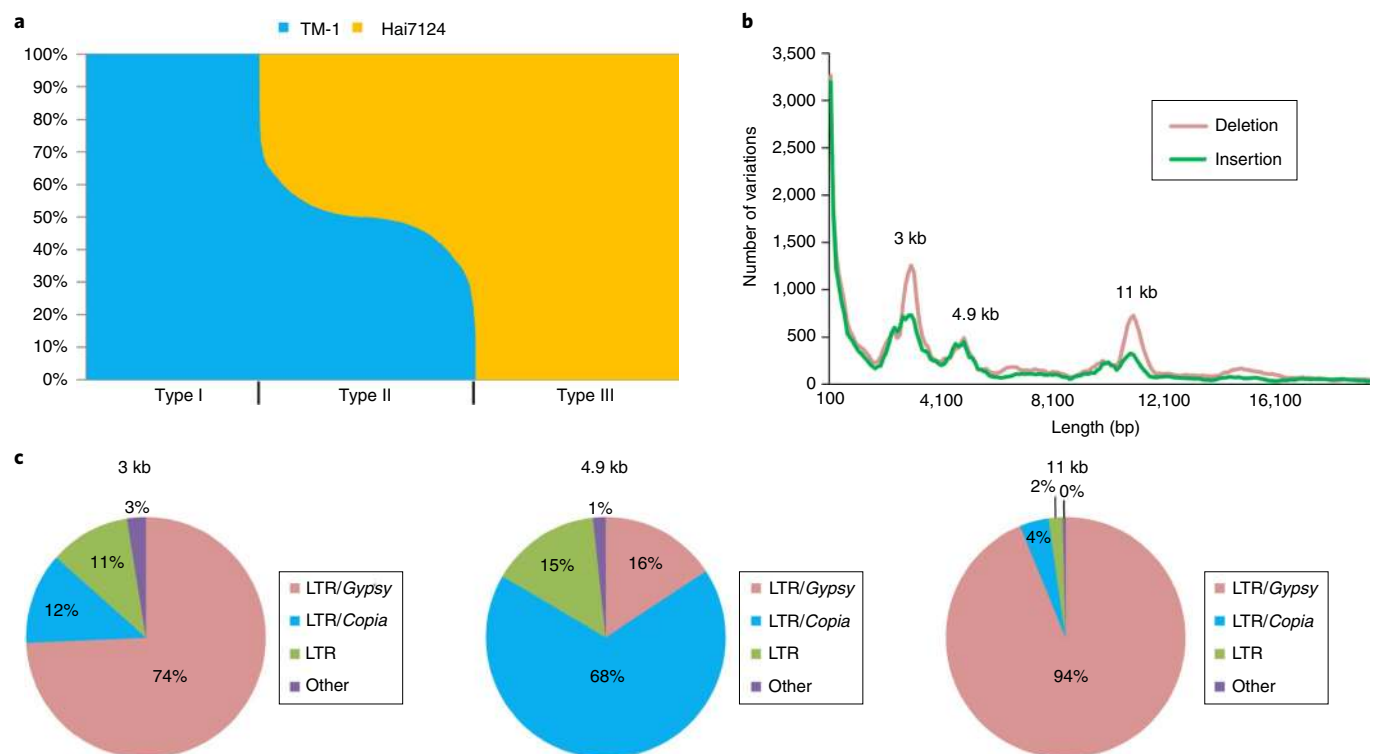 a
TM-1 Hai7124
100%
90%
80%
70%
60%
50%
40%
30%
20%
10%
0%
Type I Type II Type III
b
3,500
3,000
2,500
2,000
1,500
1,000
500
0
Number of variations
Deletion
Insertion
3 kb
4.9 kb
11 kb
100 4,100 8,100 12,100 16,100
Length (bp)
c
3 kb
3%
11%
12%
74%
LTR/Gypsy
LTR/Copia
LTR
Other
4.9 kb
1%
15%
16%
68%
LTR/Gypsy
LTR/Copia
LTR
Other
11 kb
2% 0%
4%
94%
LTR/Gypsy
LTR/Copia
LTR
Other